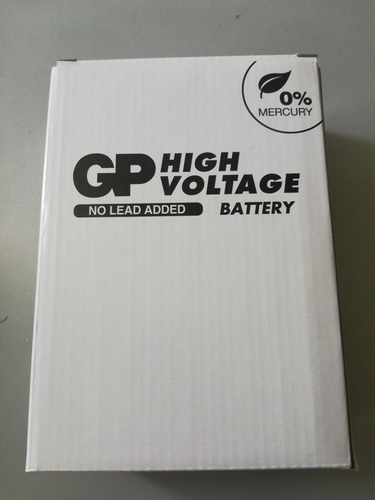 0%
MERCURY
GP HIGH
VOLTAGE
NO LEAD ADDED BATTERY